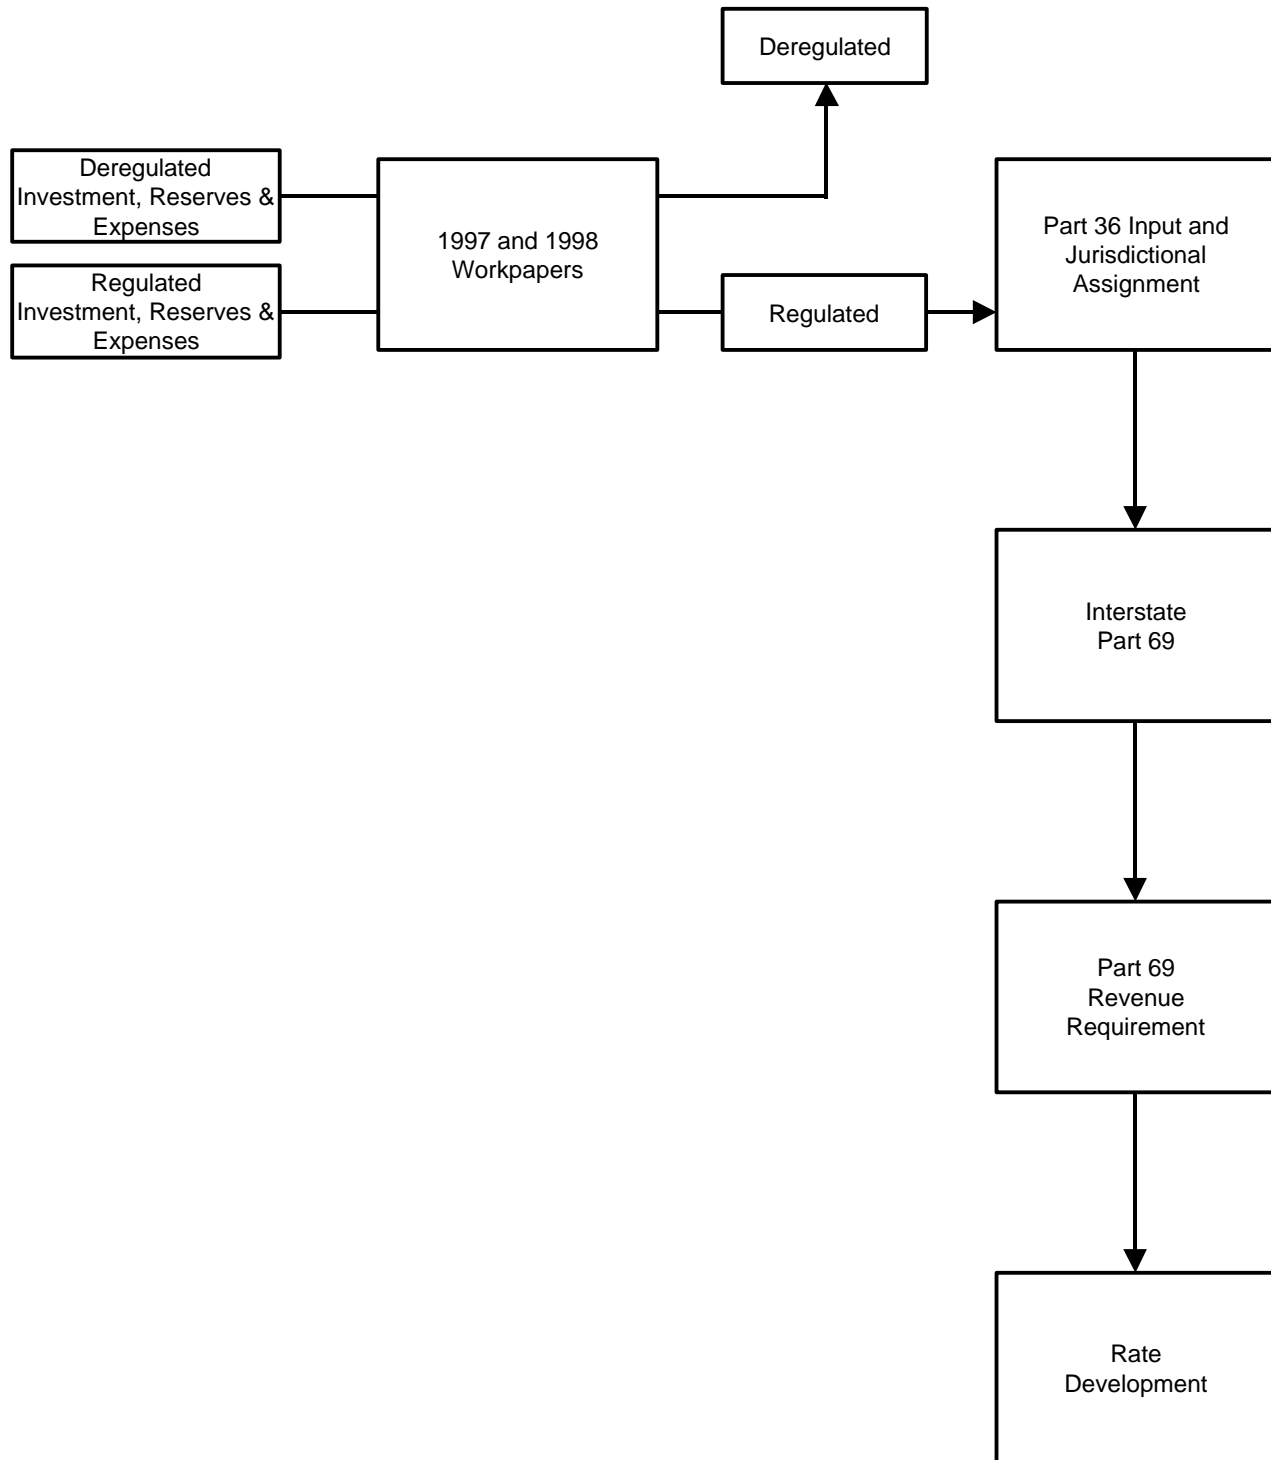 Deregulated
Deregulated
Investment, Reserves &
Expenses
1997 and 1998
Workpapers
Part 36 Input and
Jurisdictional
Assignment
Regulated
Investment, Reserves &
Expenses
Regulated
Interstate
Part 69
Part 69
Revenue
Requirement
Rate
Development